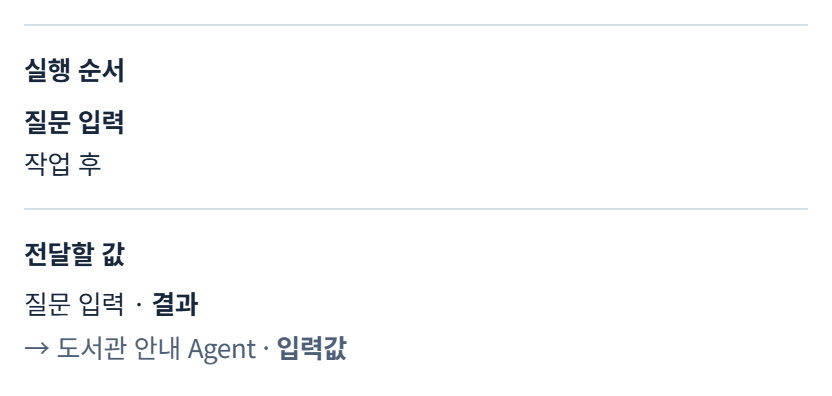 실행 순서
질문 입력
작업 후
전달할 값
질문 입력 · 결과
→ 도서관 안내 Agent · 입력값